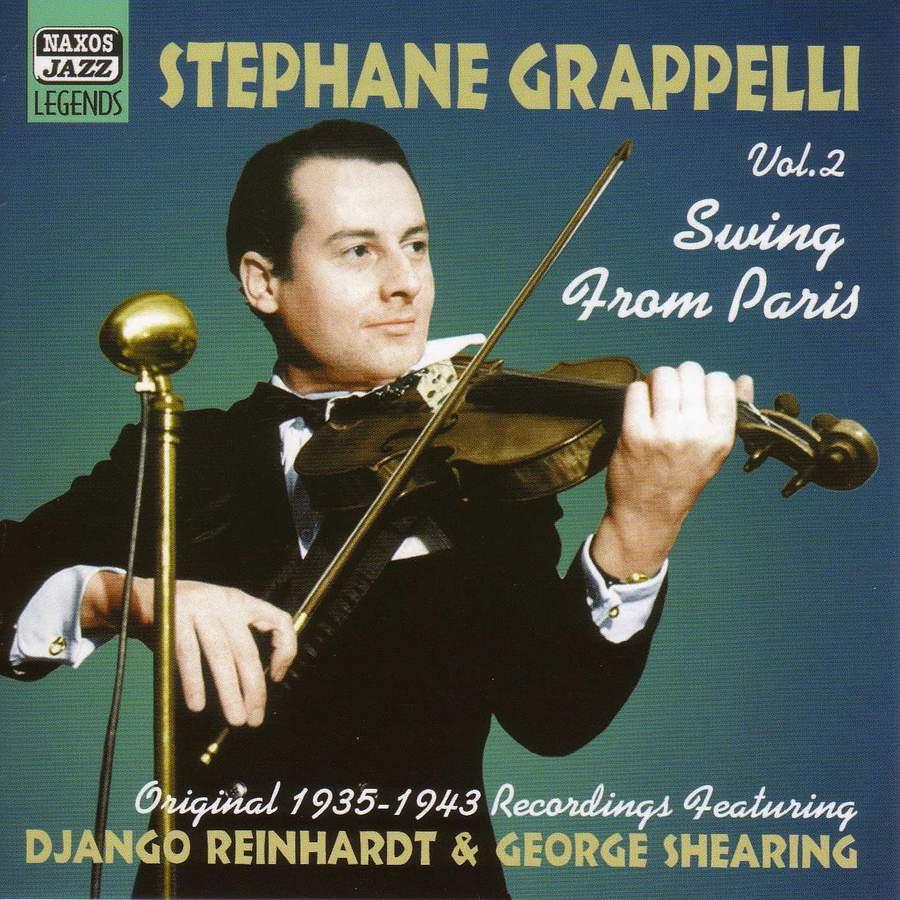 NAXOS
JAZZ
LEGENDS
STEPHANE GRAPPELLI
Vol.2
Swing
From Paris
Original 1935-1943 Recordings Featuring
DJANGO REINHARDT & GEORGE SHEARING